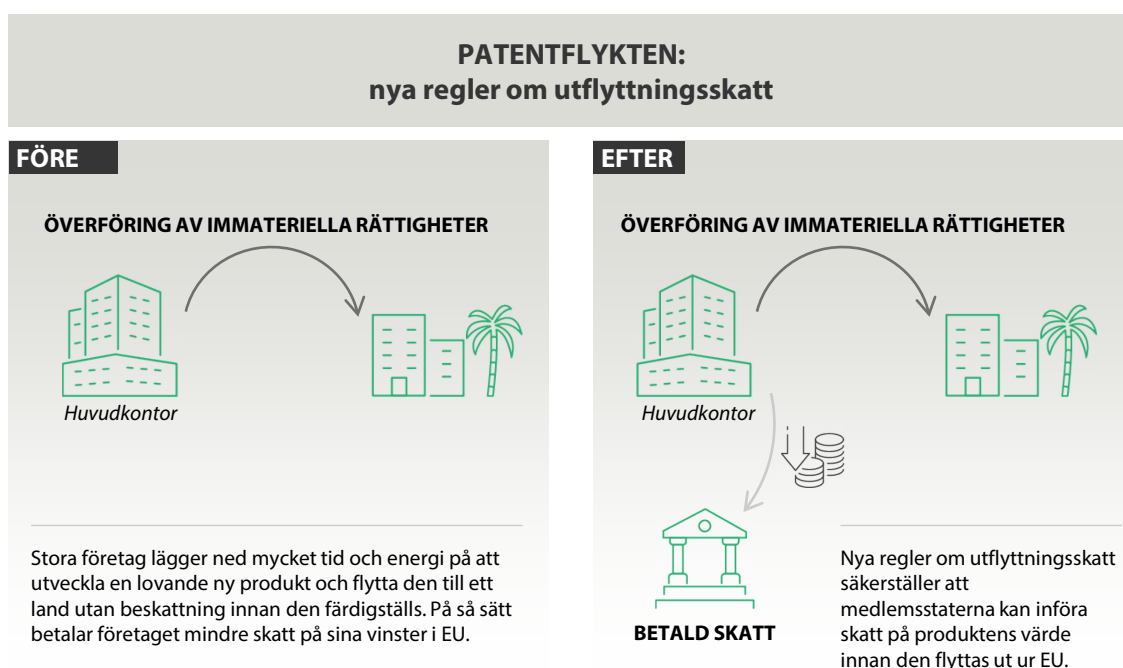 PATENTFLYKTEN:
nya regler om utflyttningsskatt
FÖRE
ÖVERFÖRING AV IMMATERIELLA RÄTTIGHETER
Huvudkontor
Stora företag lägger ned mycket tid och energi på att
utveckla en lovande ny produkt och flytta den till ett
land utan beskattning innan den färdigställs. På så sätt
betalar företaget mindre skatt på sina vinster i EU.
EFTER
ÖVERFÖRING AV IMMATERIELLA RÄTTIGHETER
Huvudkontor
BETALD SKATT
Nya regler om utflyttningsskatt
säkerställer att
medlemsstaterna kan införa
skatt på produktens värde
innan den flyttas ut ur EU.